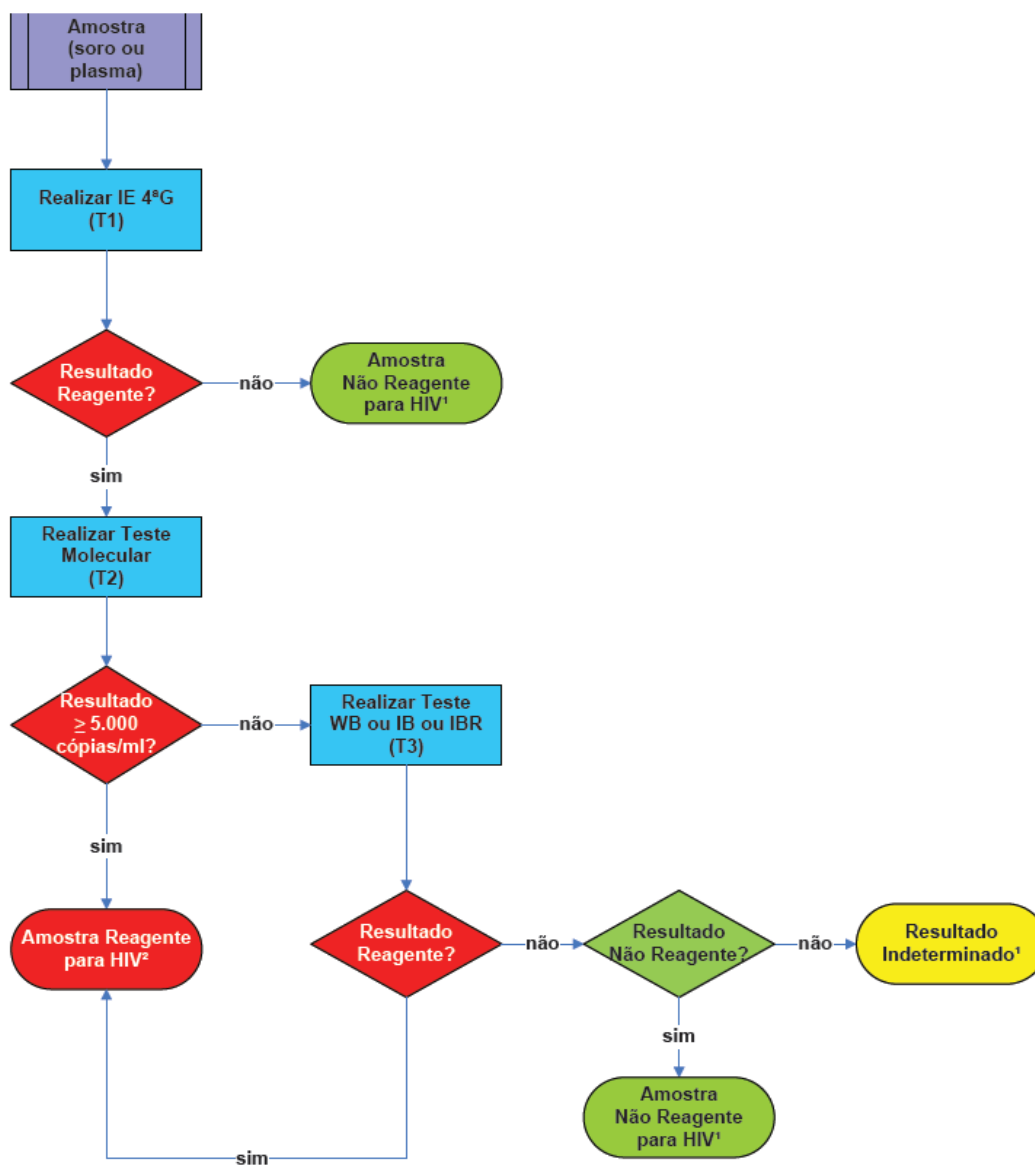 Amostra
(soro ou
plasma)
Realizar IE 4ªG
(T1)
Resultado
Reagente?
não
Amostra
Não Reagente
para HIV¹
sim
Realizar Teste
Molecular
(T2)
Resultado
≥ 5.000
cópias/ml?
não
Realizar Teste
WB ou IB ou IBR
(T3)
sim
Amostra Reagente
para HIV²
Resultado
Reagente?
não
Resultado
Não Reagente?
não
Resultado
Indeterminado¹
sim
Amostra
Não Reagente
para HIV¹
sim